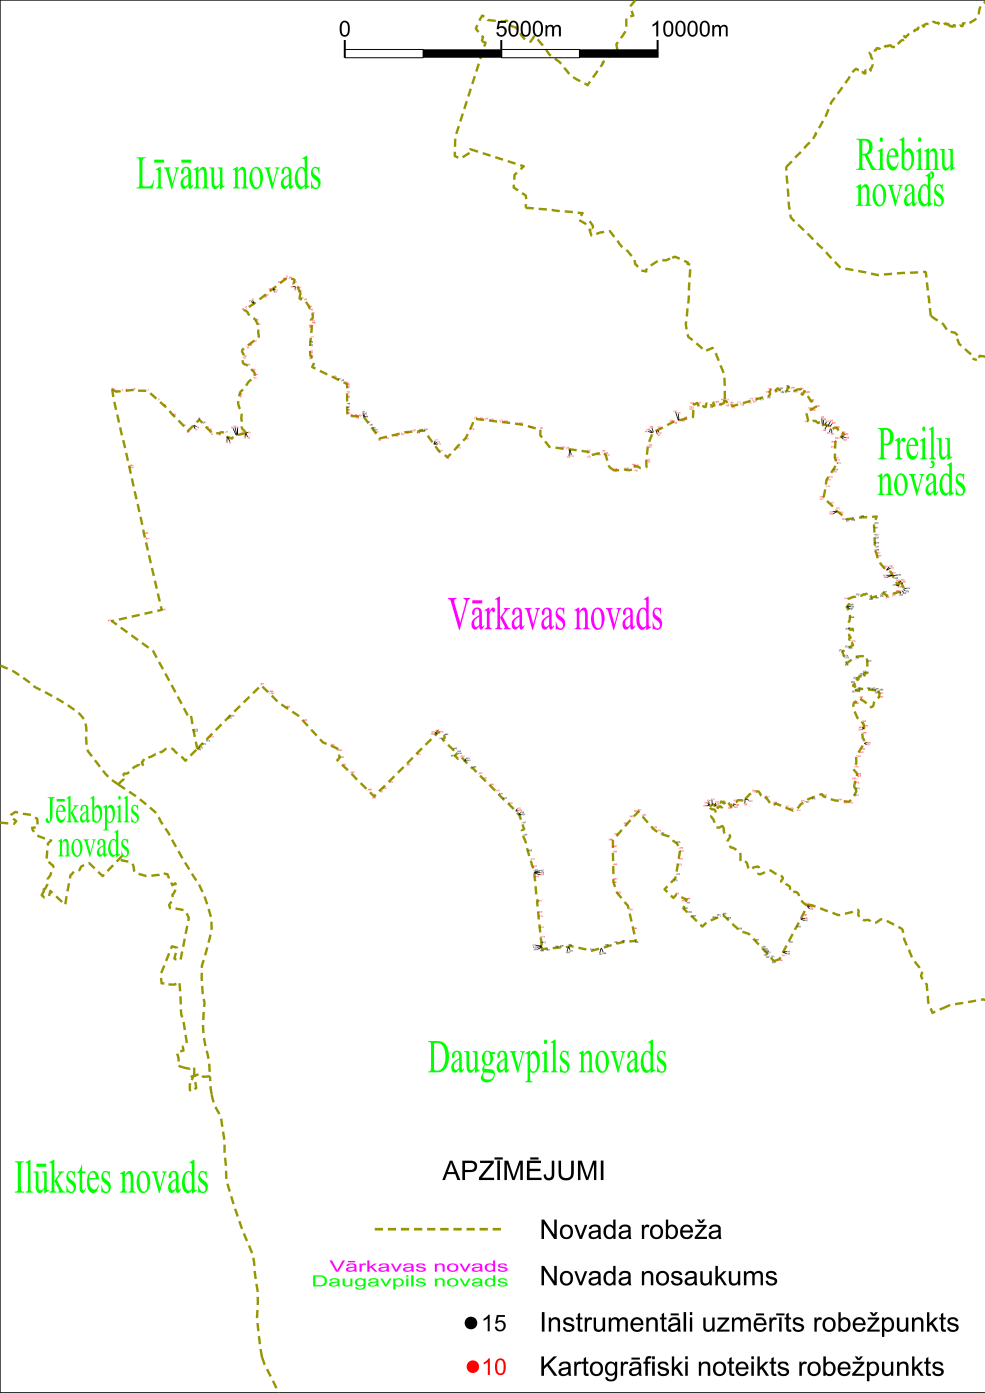 0 5000m 10000m
Līvānu novads
Riebiņu
novads
Preiļu
novads
Vārkavas novads
Jēkabpils
novads
Daugavpils novads
Ilūkstes novads
APZĪMĒJUMI
Novada robeža
Vārkavas novads
Daugavpils novads
Novada nosaukums
15 Instrumentāli uzmērīts robežpunkts
10 Kartogrāfiski noteikts robežpunkts